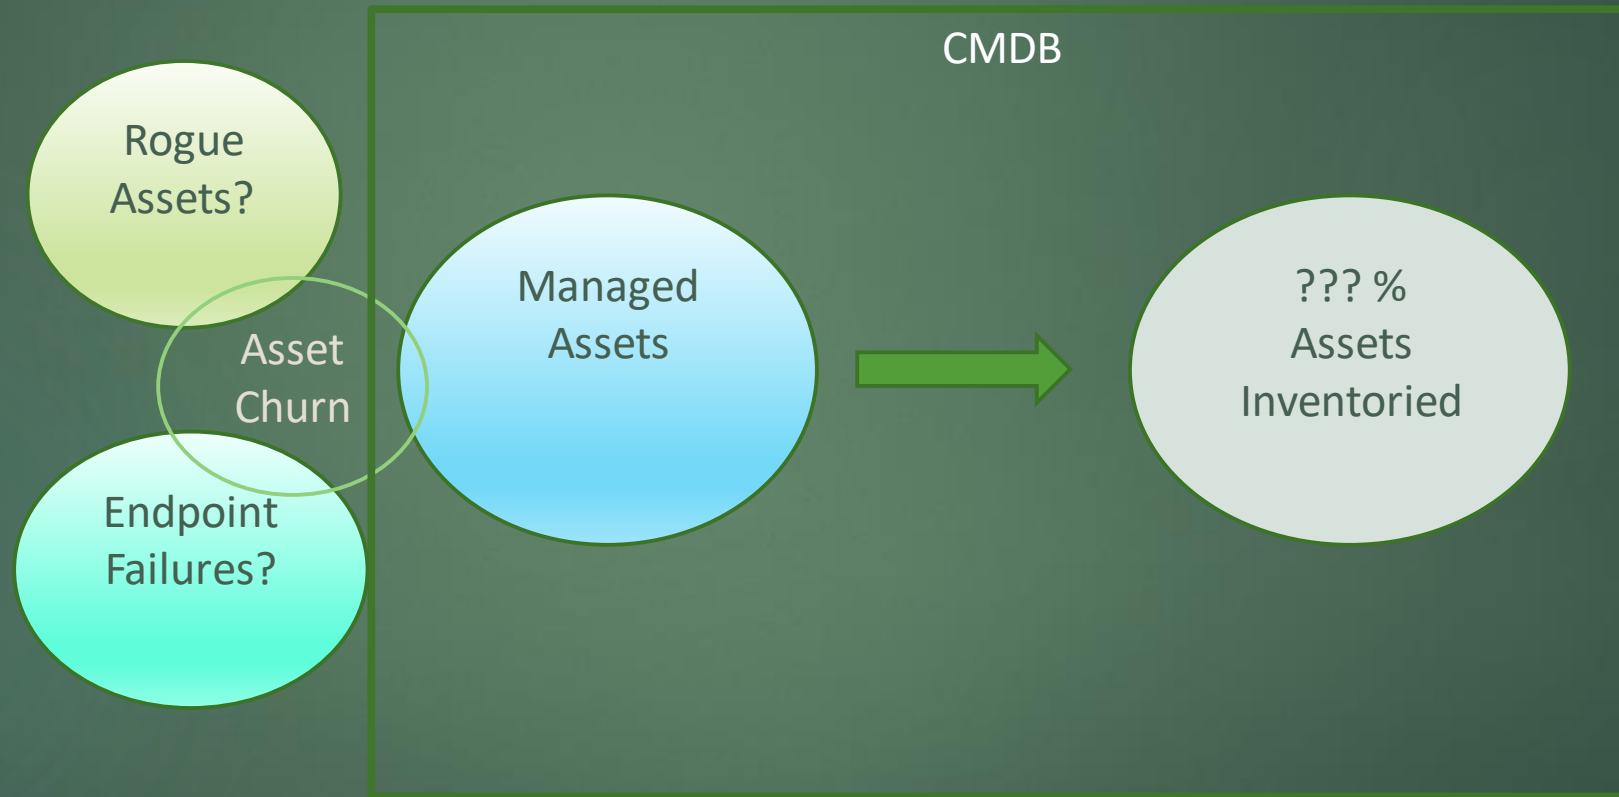 CMDB
Rogue
Assets?
Asset
Churn
Endpoint
Failures?
Managed
Assets
??? %
Assets
Inventoried